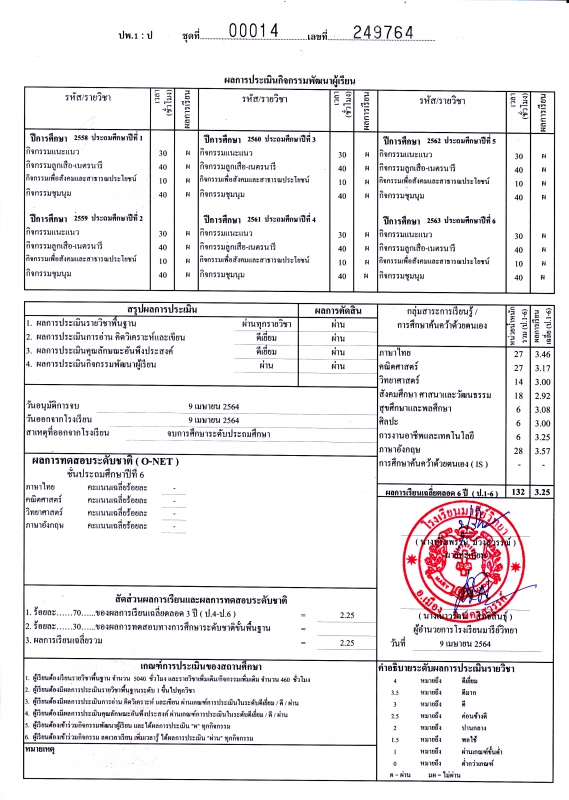 ปพ.1 : ป ชุดที่ 00014 เลขที่ 249764
ผลการประเมินกิจกรรมพัฒนาผู้เรียน
รหัส/รายวิชา เวลา (ชั่วโมง) ผลการเรียน รหัส/รายวิชา เวลา (ชั่วโมง) ผลการเรียน รหัส/รายวิชา เวลา (ชั่วโมง) ผลการเรียน
ปีการศึกษา 2558 ประถมศึกษาปีที่ 1 ปีการศึกษา 2560 ประถมศึกษาปีที่ 3 ปีการศึกษา 2562 ประถมศึกษาปีที่ 5
กิจกรรมแนะแนว 30 ผ กิจกรรมแนะแนว 30 ผ กิจกรรมแนะแนว 30 ผ
กิจกรรมลูกเสือ-เนตรนารี 40 ผ กิจกรรมลูกเสือ-เนตรนารี 40 ผ กิจกรรมลูกเสือ-เนตรนารี 40 ผ
กิจกรรมเพื่อสังคมและสาธารณประโยชน์ 10 ผ กิจกรรมเพื่อสังคมและสาธารณประโยชน์ 10 ผ กิจกรรมเพื่อสังคมและสาธารณประโยชน์ 10 ผ
กิจกรรมชุมนุม 40 ผ กิจกรรมชุมนุม 40 ผ กิจกรรมชุมนุม 40 ผ
ปีการศึกษา 2559 ประถมศึกษาปีที่ 2 ปีการศึกษา 2561 ประถมศึกษาปีที่ 4 ปีการศึกษา 2563 ประถมศึกษาปีที่ 6
กิจกรรมแนะแนว 30 ผ กิจกรรมแนะแนว 30 ผ กิจกรรมแนะแนว 30 ผ
กิจกรรมลูกเสือ-เนตรนารี 40 ผ กิจกรรมลูกเสือ-เนตรนารี 40 ผ กิจกรรมลูกเสือ-เนตรนารี 40 ผ
กิจกรรมเพื่อสังคมและสาธารณประโยชน์ 10 ผ กิจกรรมเพื่อสังคมและสาธารณประโยชน์ 10 ผ กิจกรรมเพื่อสังคมและสาธารณประโยชน์ 10 ผ
กิจกรรมชุมนุม 40 ผ กิจกรรมชุมนุม 40 ผ กิจกรรมชุมนุม 40 ผ
สรุปผลการประเมิน ผลการตัดสิน
1. ผลการประเมินรายวิชาพื้นฐาน ผ่านทุกรายวิชา ผ่าน
2. ผลการประเมินการอ่าน คิดวิเคราะห์และเขียน ดีเยี่ยม ผ่าน
3. ผลการประเมินคุณลักษณะอันพึงประสงค์ ดีเยี่ยม ผ่าน
4. ผลการประเมินกิจกรรมพัฒนาผู้เรียน ผ่าน ผ่าน
วันอนุมัติการจบ 9 เมษายน 2564
วันออกจากโรงเรียน 9 เมษายน 2564
สาเหตุที่ออกจากโรงเรียน จบการศึกษาระดับประถมศึกษา
ผลการทดสอบระดับชาติ ( O-NET )
ชั้นประถมศึกษาปีที่ 6
ภาษาไทย คะแนนเฉลี่ยร้อยละ -
คณิตศาสตร์ คะแนนเฉลี่ยร้อยละ -
วิทยาศาสตร์ คะแนนเฉลี่ยร้อยละ -
ภาษาอังกฤษ คะแนนเฉลี่ยร้อยละ -
สัดส่วนผลการเรียนและผลการทดสอบระดับชาติ
1. ร้อยละ......70......ของผลการเรียนเฉลี่ยตลอด 3 ปี ( ป.4-ป.6 ) = 2.25
2. ร้อยละ......30......ของผลการทดสอบทางการศึกษาระดับชาติขั้นพื้นฐาน = -
3. ผลการเรียนเฉลี่ยรวม = 2.25
เกณฑ์การประเมินของสถานศึกษา
1. ผู้เรียนต้องเรียนรายวิชาพื้นฐาน จำนวน 5040 ชั่วโมง และรายวิชาเพิ่มเติม/กิจกรรมเพิ่มเติม จำนวน 460 ชั่วโมง
2. ผู้เรียนต้องมีผลการประเมินรายวิชาพื้นฐานระดับ 1 ขึ้นไปทุกวิชา
3. ผู้เรียนต้องมีผลการประเมินการอ่าน คิดวิเคราะห์ และเขียน ผ่านเกณฑ์การประเมินในระดับดีเยี่ยม / ดี / ผ่าน
4. ผู้เรียนต้องมีผลการประเมินคุณลักษณะอันพึงประสงค์ ผ่านเกณฑ์การประเมินในระดับดีเยี่ยม / ดี / ผ่าน
5. ผู้เรียนต้องเข้าร่วมกิจกรรมพัฒนาผู้เรียน และ ได้ผลการประเมิน "ผ" ทุกกิจกรรม
6. ผู้เรียนต้องเข้าร่วมกิจกรรม ลดเวลาเรียน เพิ่มเวลารู้ ได้ผลการประเมิน "ผ่าน" ทุกกิจกรรม
หมายเหตุ
กลุ่มสาระการเรียนรู้ / การศึกษาค้นคว้าด้วยตนเอง หน่วยน้ำหนัก รวม (ป.1-6) ผลการเรียน เฉลี่ย (ป.1-6)
ภาษาไทย 27 3.46
คณิตศาสตร์ 27 3.17
วิทยาศาสตร์ 14 3.00
สังคมศึกษา ศาสนาและวัฒนธรรม 18 2.92
สุขศึกษาและพลศึกษา 6 3.08
ศิลปะ 6 3.00
การงานอาชีพและเทคโนโลยี 6 3.25
ภาษาอังกฤษ 28 3.57
การศึกษาค้นคว้าด้วยตนเอง ( IS ) - -
ผลการเรียนเฉลี่ยตลอด 6 ปี ( ป.1-6 ) 132 3.25
โรงเรียนมารีย์วิทยา
นายทะเบียน
ผู้อำนวยการโรงเรียนมารีย์วิทยา
วันที่ 9 เมษายน 2564
คำอธิบายระดับผลการประเมินรายวิชา
4 หมายถึง ดีเยี่ยม
3.5 หมายถึง ดีมาก
3 หมายถึง ดี
2.5 หมายถึง ค่อนข้างดี
2 หมายถึง ปานกลาง
1.5 หมายถึง พอใช้
1 หมายถึง ผ่านเกณฑ์ขั้นต่ำ
0 หมายถึง ต่ำกว่าเกณฑ์
ผ = ผ่าน มผ = ไม่ผ่าน